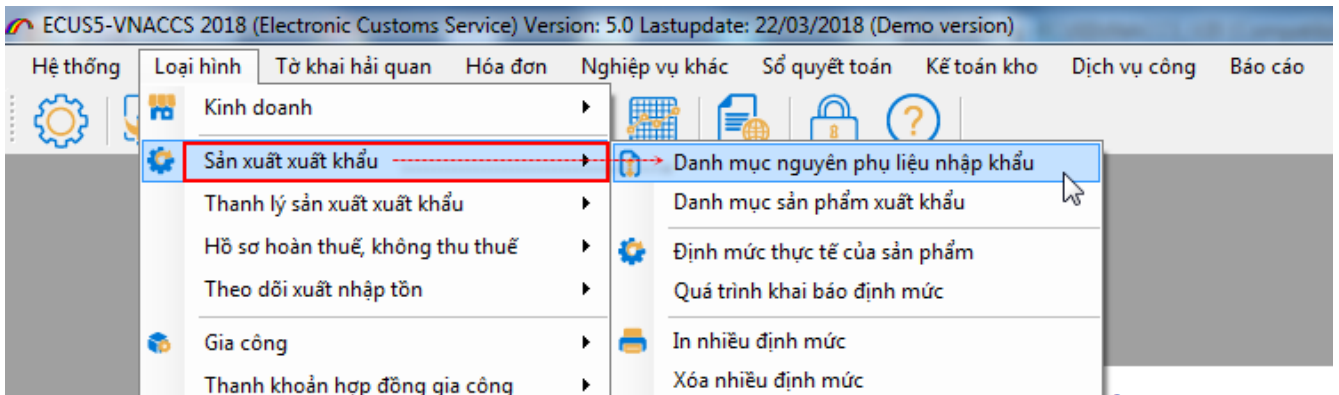 ECUS5-VNACCS 2018 (Electronic Customs Service) Version: 5.0 Lastupdate: 22/03/2018 (Demo version)
Hệ thống Loại hình Tờ khai hải quan Hóa đơn Nghiệp vụ khác Sổ quyết toán Kế toán kho Dịch vụ công Báo cáo
Kinh doanh
Sản xuất xuất khẩu
Thanh lý sản xuất xuất khẩu
Hồ sơ hoàn thuế, không thu thuế
Theo dõi xuất nhập tồn
Gia công
Thanh khoản hợp đồng gia công
Danh mục nguyên phụ liệu nhập khẩu
Danh mục sản phẩm xuất khẩu
Định mức thực tế của sản phẩm
Quá trình khai báo định mức
In nhiều định mức
Xóa nhiều định mức